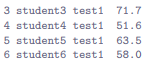 3 student3 test1 71.7
4 student4 test1 51.6
5 student5 test1 63.5
6 student6 test1 58.0